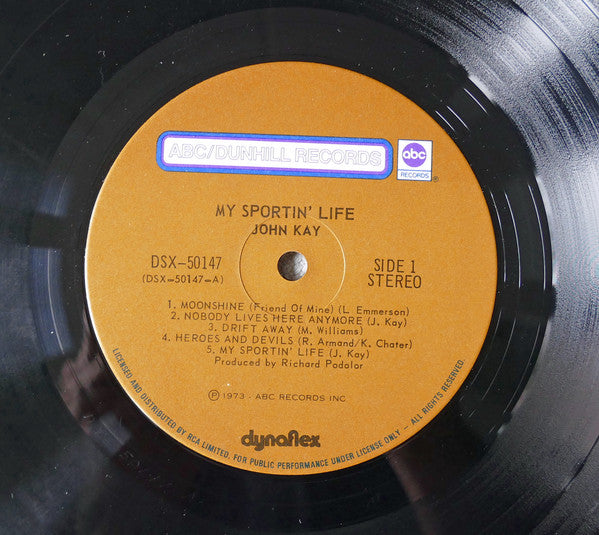 ABC/DUNHILL RECORDS
abc
RECORDS
®
MY SPORTIN' LIFE
JOHN KAY
DSX-50147
(DSX-50147-A)
SIDE 1
STEREO
1. MOONSHINE (Friend Of Mine) (L. Emmerson)
2. NOBODY LIVES HERE ANYMORE (J. Kay)
3. DRIFT AWAY (M. Williams)
4. HEROES AND DEVILS (R. Armand/K. Chater)
5. MY SPORTIN' LIFE (J. Kay)
Produced by Richard Podolor
Ⓟ 1973 - ABC RECORDS INC
dynaflex
LICENSED AND DISTRIBUTED BY RCA LIMITED. FOR PUBLIC PERFORMANCE UNDER LICENSE ONLY - ALL RIGHTS RESERVED.